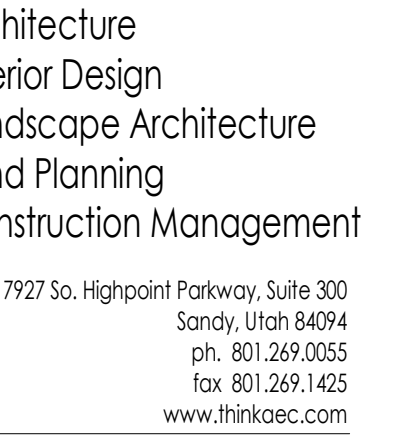 hitecture
erior Design
ndscape Architecture
nd Planning
nstruction Management
7927 So. Highpoint Parkway, Suite 300
Sandy, Utah 84094
ph. 801.269.0055
fax 801.269.1425
www.thinkaec.com